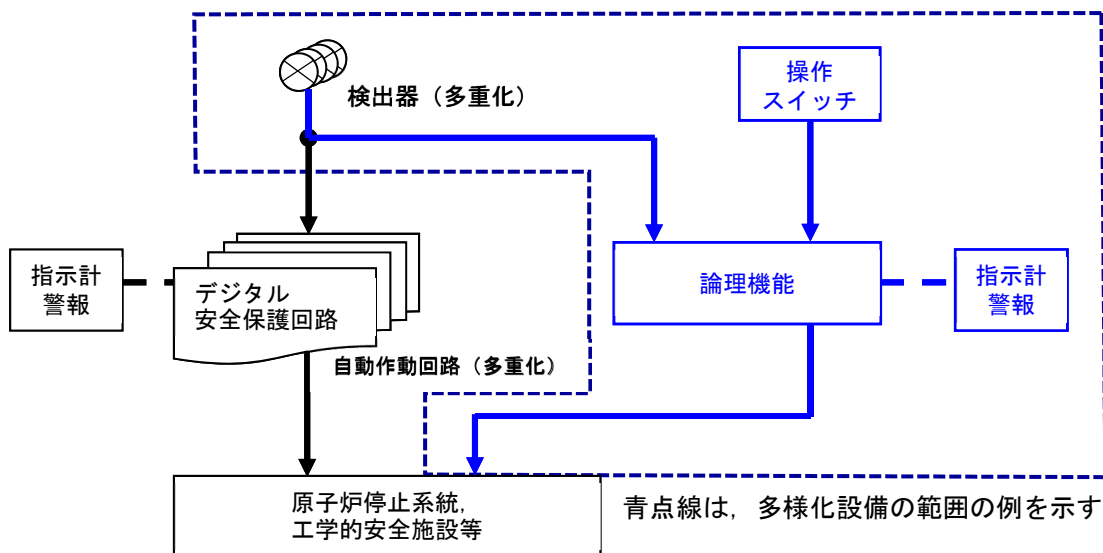 検出器（多重化）
操作
スイッチ
指示計
警報
デジタル
安全保護回路
論理機能
指示計
警報
自動作動回路（多重化）
原子炉停止系統，
工学的安全施設等
青点線は，多様化設備の範囲の例を示す